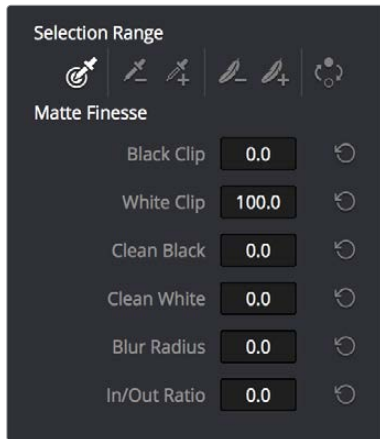 Selection Range
Matte Finesse
Black Clip 0.0
White Clip 100.0
Clean Black 0.0
Clean White 0.0
Blur Radius 0.0
In/Out Ratio 0.0